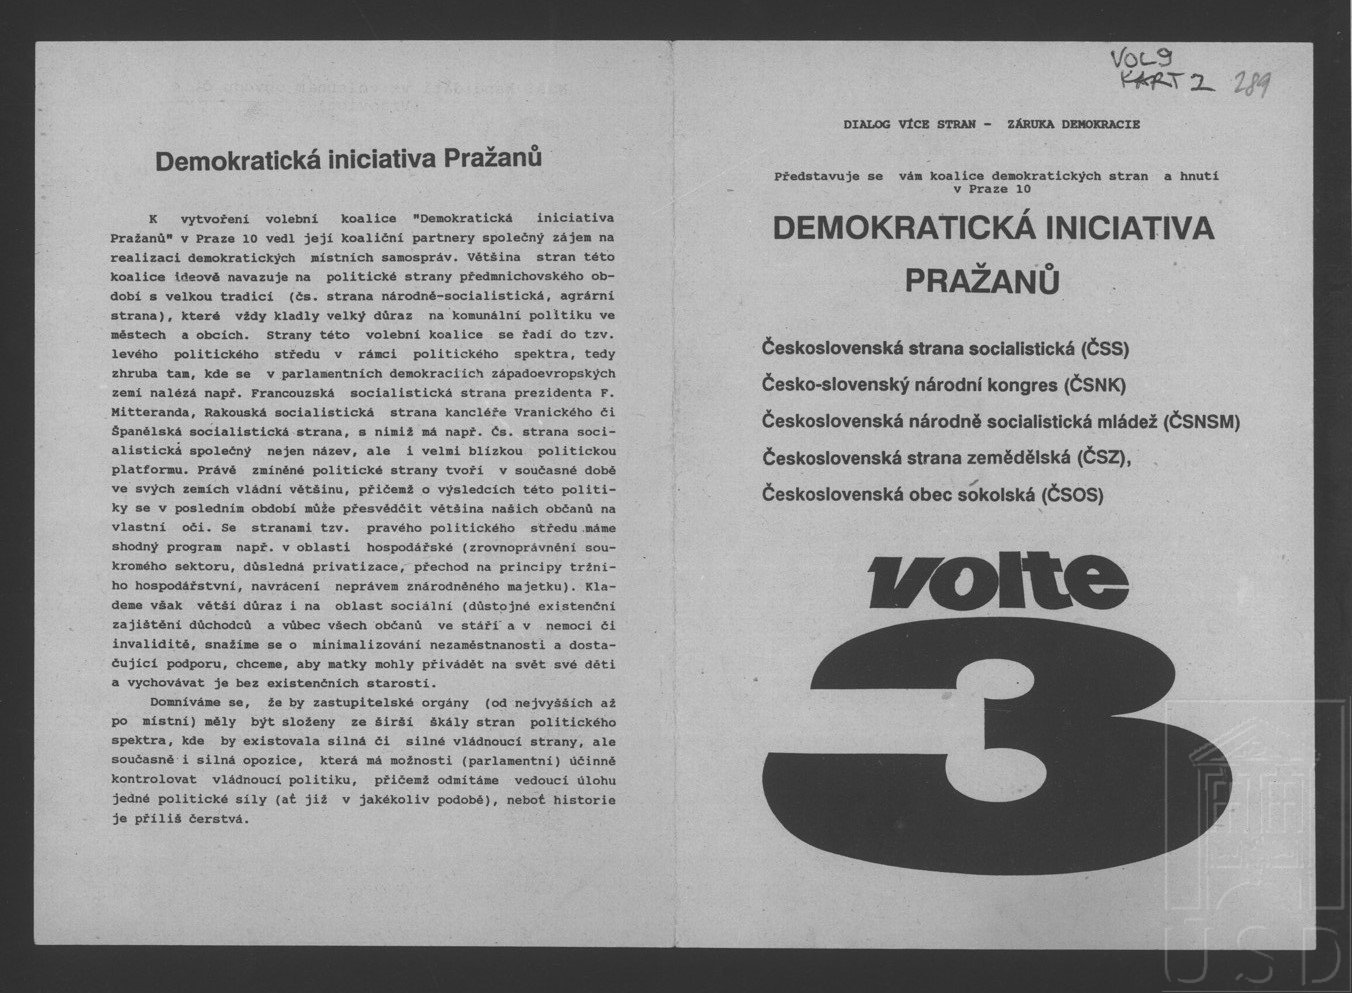 Demokratická iniciativa Pražanů
K vytvoření volební koalice "Demokratická iniciativa
Pražanů" v Praze 10 vedl její koaliční partnery společný zájem na
realizaci demokratických místních samospráv. Většina stran této
koalice ideově navazuje na politické strany předmnichovského ob-
dobí s velkou tradicí (čs. strana národně-socialistická, agrární
strana), které vždy kladly velký důraz na komunální politiku ve
městech a obcích. Strany této volební koalice se řadí do tzv.
levého politického středu v rámci politického spektra, tedy
zhruba tam, kde se v parlamentních demokraciích západoevropských
zemí nalézá např. Francouzská socialistická strana prezidenta F.
Mitteranda, Rakouská socialistická strana kancléře Vranického či
Španělská socialistická strana, s nimiž má např. Čs. strana soci-
alistická společný nejen název, ale i velmi blízkou politickou
platformu. Právě zmíněné politické strany tvoří v současné době
ve svých zemích vládní většinu, přičemž o výsledcích této politi-
ky se v posledním období může přesvědčit většina našich občanů na
vlastní oči. Se stranami tzv. pravého politického středu máme
shodný program např. v oblasti hospodářské (zrovnoprávnění sou-
kromého sektoru, důsledná privatizace, přechod na principy tržní-
ho hospodářství, navrácení neprávem znárodněného majetku). Kla-
deme však větší důraz i na oblast sociální (důstojné existenční
zajištění důchodců a vůbec všech občanů ve stáří a v nemoci či
invaliditě, snažíme se o minimalizování nezaměstnanosti a dosta-
čující podporu, chceme, aby matky mohly přivádět na svět své děti
a vychovávat je bez existenčních starostí.
Domníváme se, že by zastupitelské orgány (od nejvyšších až
po místní) měly být složeny ze širší škály stran politického
spektra, kde by existovala silná či silné vládnoucí strany, ale
současně i silná opozice, která má možnosti (parlamentní) účinně
kontrolovat vládnoucí politiku, přičemž odmítáme vedoucí úlohu
jedné politické síly (ať již v jakékoliv podobě), neboť historie
je příliš čerstvá.
VOL9
KART 2 289
DIALOG VÍCE STRAN - ZÁRUKA DEMOKRACIE
Představuje se vám koalice demokratických stran a hnutí
v Praze 10
DEMOKRATICKÁ INICIATIVA
PRAŽANŮ
Československá strana socialistická (ČSS)
Česko-slovenský národní kongres (ČSNK)
Československá národně socialistická mládež (ČSNSM)
Československá strana zemědělská (ČSZ),
Československá obec sokolská (ČSOS)
volte
3
USD